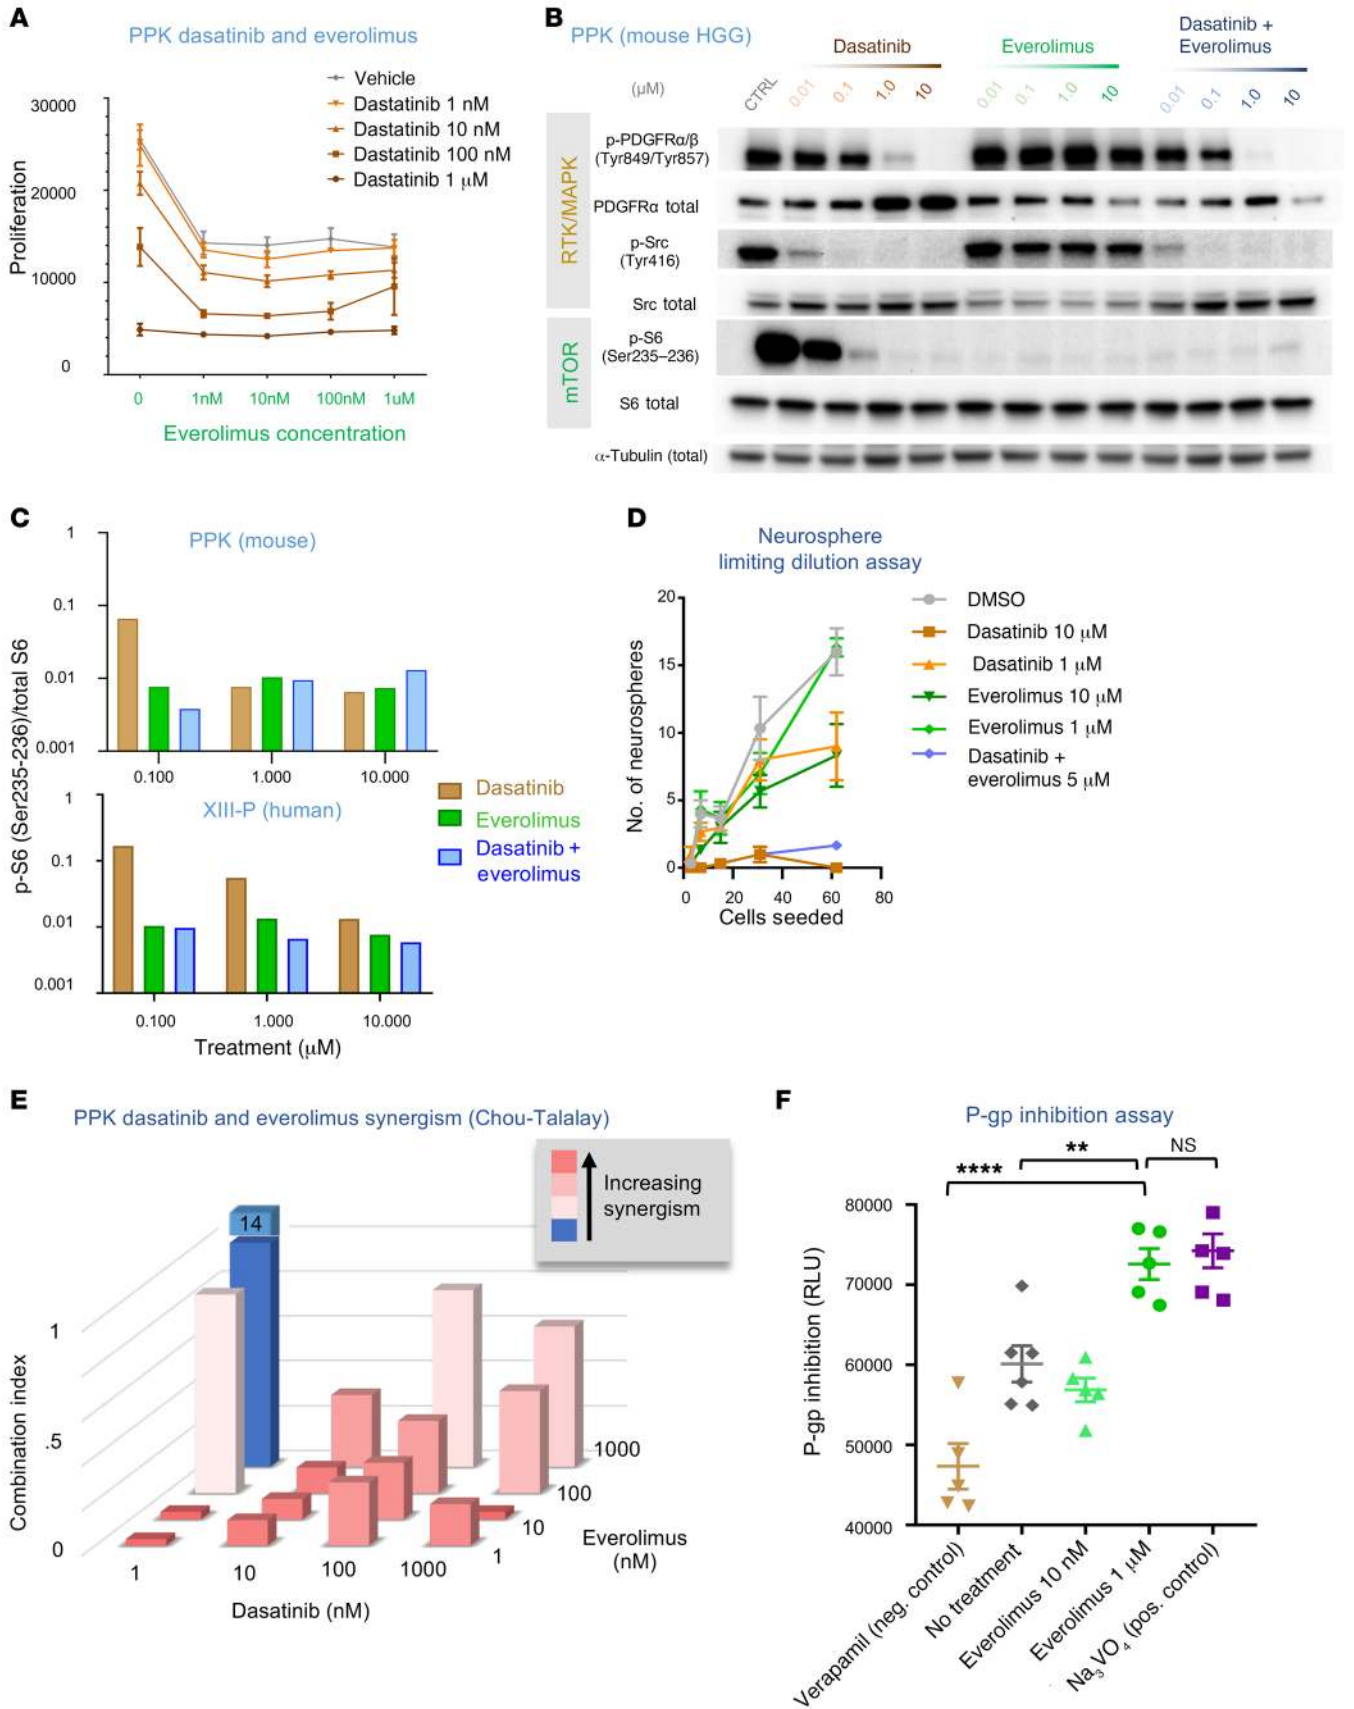 A
PPK dasatinib and everolimus
Vehicle
Dastatinib 1 nM
Dastatinib 10 nM
Dastatinib 100 nM
Dastatinib 1 μM
30000
20000
10000
0
Proliferation
0 1nM 10nM 100nM 1uM
Everolimus concentration
B
PPK (mouse HGG)
Dasatinib
Everolimus
Dasatinib +
Everolimus
(μM)
CTRL 0.01 0.1 1.0 10 0.01 0.1 1.0 10 0.01 0.1 1.0 10
RTK/MAPK
p-PDGFRα/β
(Tyr849/Tyr857)
PDGFRα total
p-Src
(Tyr416)
Src total
mTOR
p-S6
(Ser235–236)
S6 total
α-Tubulin (total)
C
PPK (mouse)
1
0.1
0.01
0.001
0.100 1.000 10.000
p-S6 (Ser235-236)/total S6
XIII-P (human)
1
0.1
0.01
0.001
0.100 1.000 10.000
Treatment (μM)
Dasatinib
Everolimus
Dasatinib +
everolimus
D
Neurosphere
limiting dilution assay
20
15
10
5
0
No. of neurospheres
0 20 40 60 80
Cells seeded
DMSO
Dasatinib 10 μM
Dasatinib 1 μM
Everolimus 10 μM
Everolimus 1 μM
Dasatinib +
everolimus 5 μM
E
PPK dasatinib and everolimus synergism (Chou-Talalay)
Increasing
synergism
14
1
.5
0
Combination index
1 10 100 1000
Dasatinib (nM)
1000
100
10
1
Everolimus
(nM)
F
P-gp inhibition assay
****
**
NS
80000
70000
60000
50000
40000
P-gp inhibition (RLU)
Verapamil (neg. control)
No treatment
Everolimus 10 nM
Everolimus 1 μM
Na₃VO₄ (pos. control)